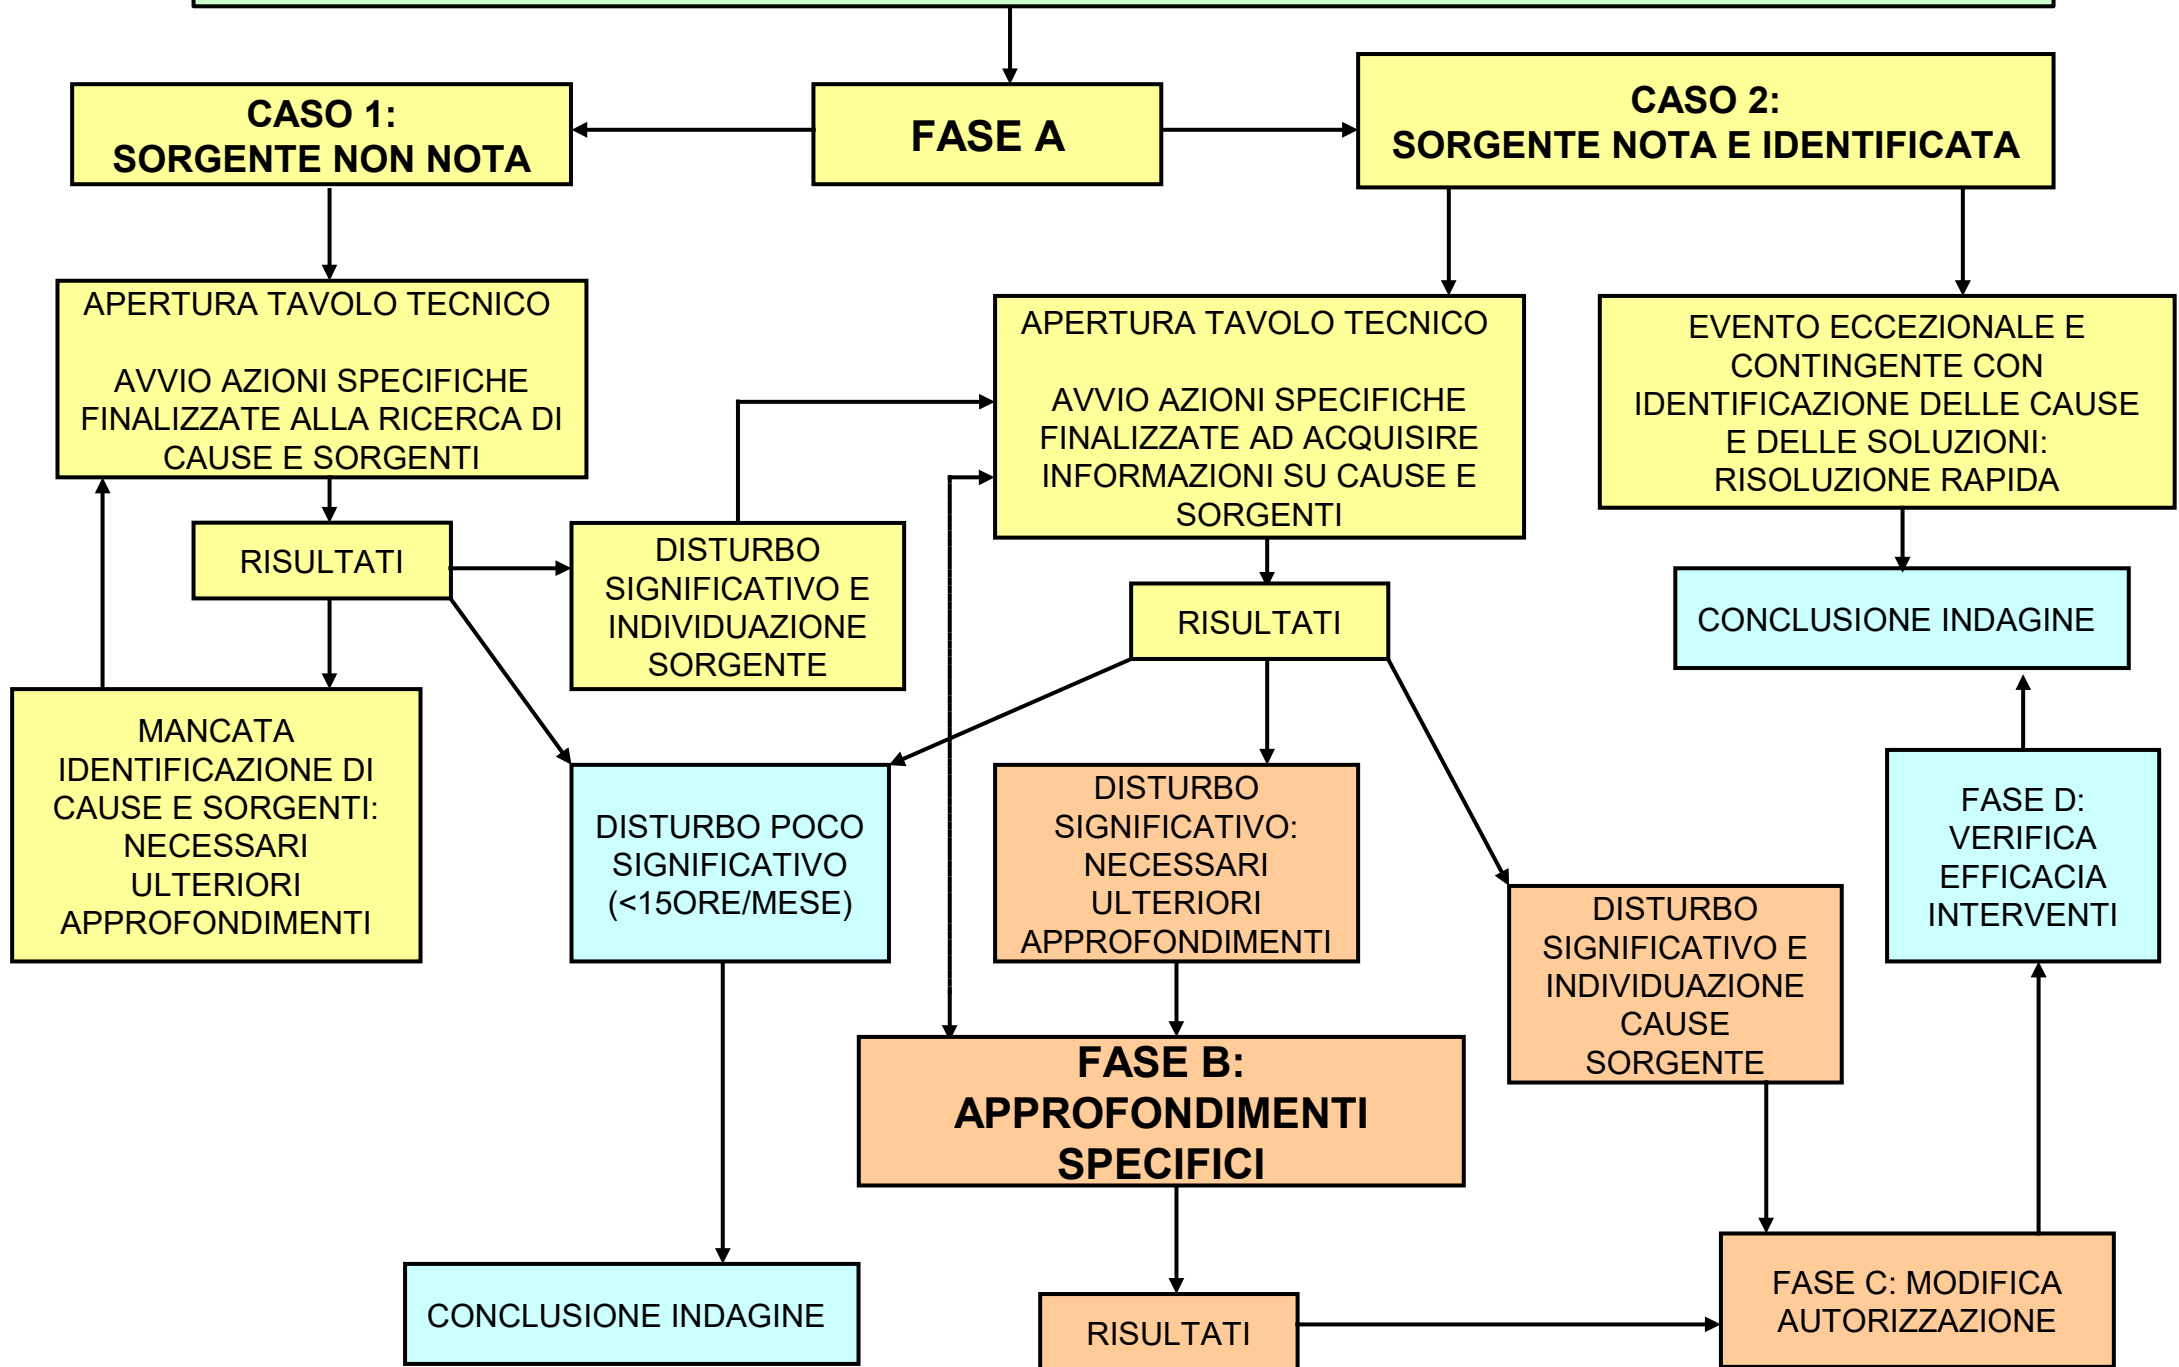 CASO 1:
SORGENTE NON NOTA
FASE A
CASO 2:
SORGENTE NOTA E IDENTIFICATA
APERTURA TAVOLO TECNICO
AVVIO AZIONI SPECIFICHE
FINALIZZATE ALLA RICERCA DI
CAUSE E SORGENTI
APERTURA TAVOLO TECNICO
AVVIO AZIONI SPECIFICHE
FINALIZZATE AD ACQUISIRE
INFORMAZIONI SU CAUSE E
SORGENTI
EVENTO ECCEZIONALE E
CONTINGENTE CON
IDENTIFICAZIONE DELLE CAUSE
E DELLE SOLUZIONI:
RISOLUZIONE RAPIDA
RISULTATI
DISTURBO
SIGNIFICATIVO E
INDIVIDUAZIONE
SORGENTE
RISULTATI
CONCLUSIONE INDAGINE
MANCATA
IDENTIFICAZIONE DI
CAUSE E SORGENTI:
NECESSARI
ULTERIORI
APPROFONDIMENTI
DISTURBO POCO
SIGNIFICATIVO
(<15ORE/MESE)
DISTURBO
SIGNIFICATIVO:
NECESSARI
ULTERIORI
APPROFONDIMENTI
DISTURBO
SIGNIFICATIVO E
INDIVIDUAZIONE
CAUSE
SORGENTE
FASE D:
VERIFICA
EFFICACIA
INTERVENTI
FASE B:
APPROFONDIMENTI
SPECIFICI
CONCLUSIONE INDAGINE
RISULTATI
FASE C: MODIFICA
AUTORIZZAZIONE